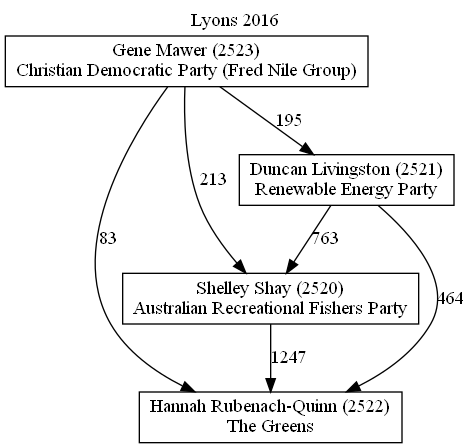 Lyons 2016
Gene Mawer (2523)
Christian Democratic Party (Fred Nile Group)
195
Duncan Livingston (2521)
Renewable Energy Party
213
83
763
464
Shelley Shay (2520)
Australian Recreational Fishers Party
1247
Hannah Rubenach-Quinn (2522)
The Greens